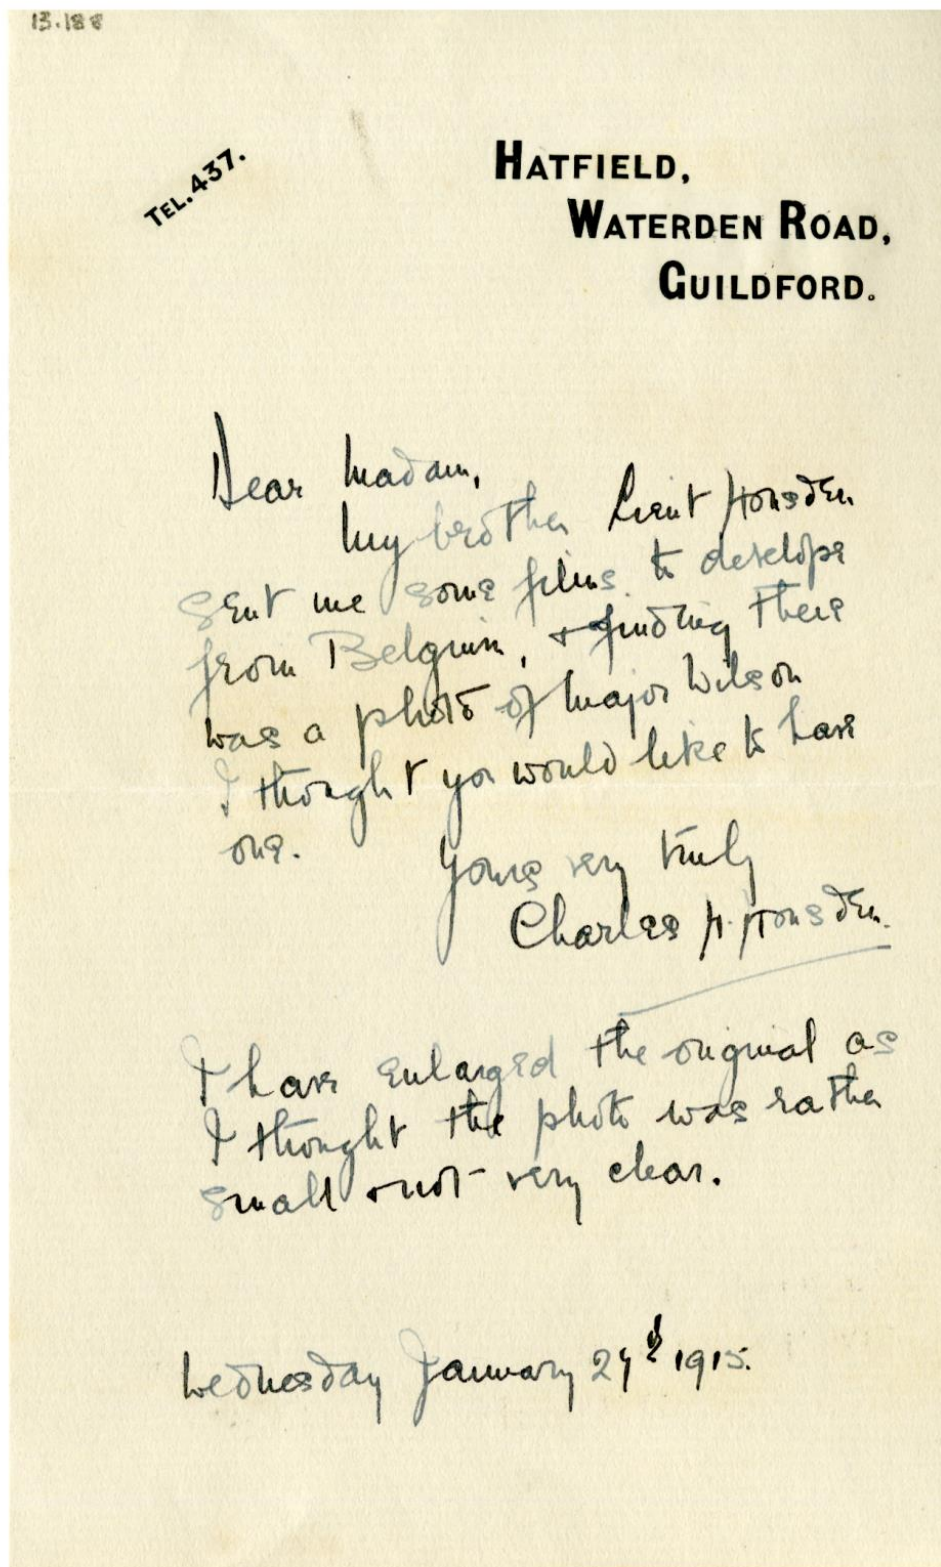 13.188
TEL. 437.
HATFIELD,
WATERDEN ROAD,
GUILDFORD.
Dear Madam,
My brother Lieut Housden
sent me some films to develope
from Belgium, & finding there
was a photo of Major Wilson
I thought you would like to have
one.
Yours very truly
Charles H. Housden.
I have enlarged the original as
I thought the photo was rather
small & not very clear.
Wednesday January 27th 1915.